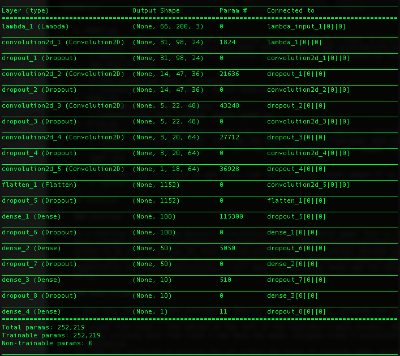 Layer (type) Output Shape Param # Connected to
lambda_1 (Lambda) (None, 66, 200, 3) 0 lambda_input_1[0][0]
convolution2d_1 (Convolution2D) (None, 31, 98, 24) 1824 lambda_1[0][0]
dropout_1 (Dropout) (None, 31, 98, 24) 0 convolution2d_1[0][0]
convolution2d_2 (Convolution2D) (None, 14, 47, 36) 21636 dropout_1[0][0]
dropout_2 (Dropout) (None, 14, 47, 36) 0 convolution2d_2[0][0]
convolution2d_3 (Convolution2D) (None, 5, 22, 48) 43248 dropout_2[0][0]
dropout_3 (Dropout) (None, 5, 22, 48) 0 convolution2d_3[0][0]
convolution2d_4 (Convolution2D) (None, 3, 20, 64) 27712 dropout_3[0][0]
dropout_4 (Dropout) (None, 3, 20, 64) 0 convolution2d_4[0][0]
convolution2d_5 (Convolution2D) (None, 1, 18, 64) 36928 dropout_4[0][0]
flatten_1 (Flatten) (None, 1152) 0 convolution2d_5[0][0]
dropout_5 (Dropout) (None, 1152) 0 flatten_1[0][0]
dense_1 (Dense) (None, 100) 115300 dropout_5[0][0]
dropout_6 (Dropout) (None, 100) 0 dense_1[0][0]
dense_2 (Dense) (None, 50) 5050 dropout_6[0][0]
dropout_7 (Dropout) (None, 50) 0 dense_2[0][0]
dense_3 (Dense) (None, 10) 510 dropout_7[0][0]
dropout_8 (Dropout) (None, 10) 0 dense_3[0][0]
dense_4 (Dense) (None, 1) 11 dropout_8[0][0]
Total params: 252,219
Trainable params: 252,219
Non-trainable params: 0